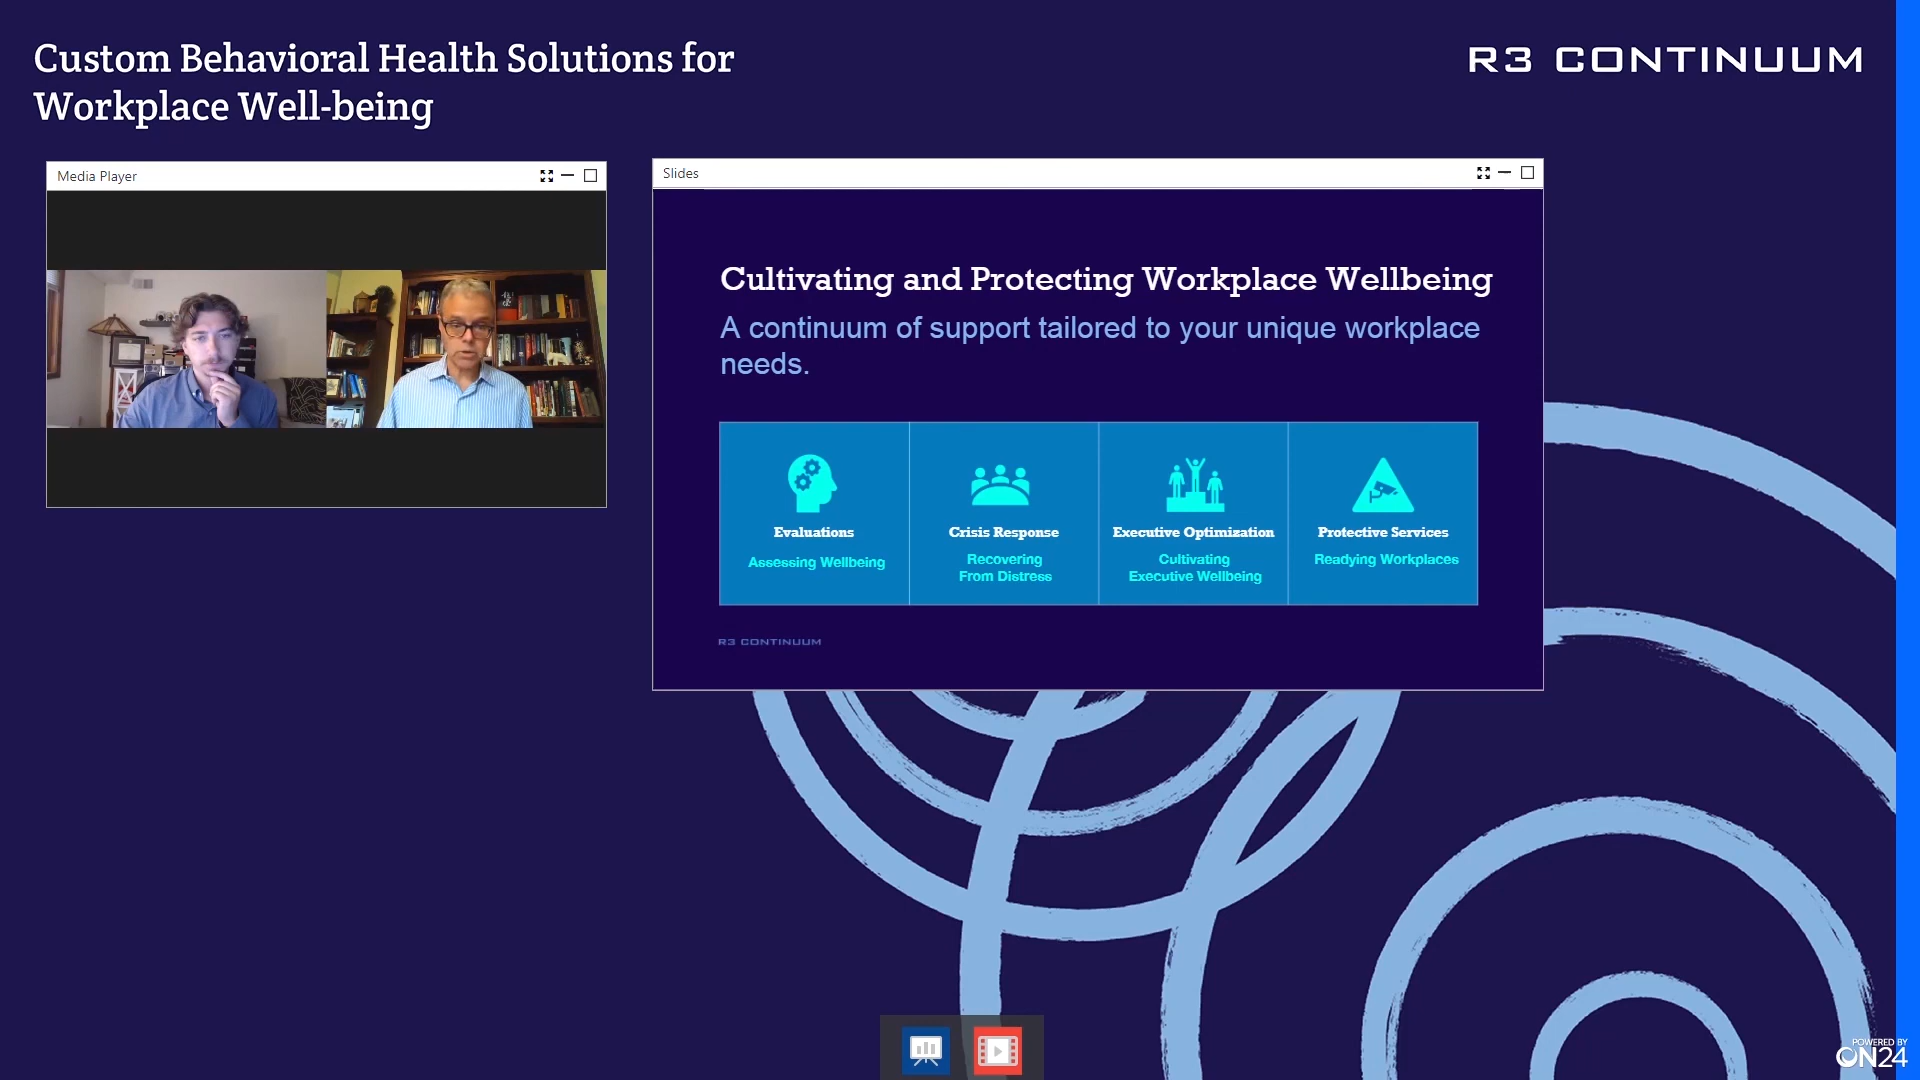 Custom Behavioral Health Solutions for
Workplace Well-being
R3 CONTINUUM
Media Player
Slides
Cultivating and Protecting Workplace Wellbeing
A continuum of support tailored to your unique workplace
needs.
Evaluations
Assessing Wellbeing
Crisis Response
Recovering
From Distress
Executive Optimization
Cultivating
Executive Wellbeing
Protective Services
Readying Workplaces
R3 CONTINUUM
POWERED BY
ON24